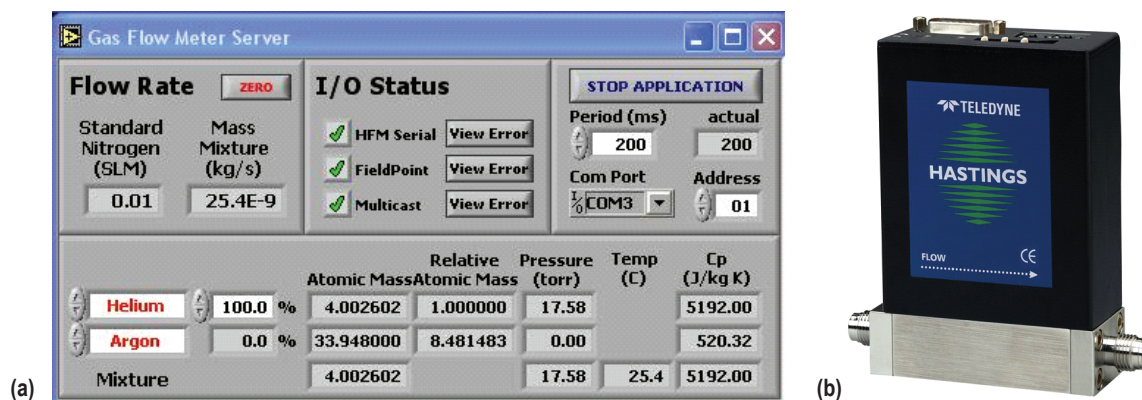 Gas Flow Meter Server
Flow Rate
ZERO
Standard
Nitrogen
(SLM)
Mass
Mixture
(kg/s)
0.01
25.4E-9
I/O Status
HFM Serial
View Error
FieldPoint
View Error
Multicast
View Error
STOP APPLICATION
Period (ms)
actual
200
200
Com Port
Address
I/O COM3
01
Atomic Mass
Relative
Atomic Mass
Pressure
(torr)
Temp
(C)
Cp
(J/kg K)
Helium
100.0 %
4.002602
1.000000
17.58
5192.00
Argon
0.0 %
33.948000
8.481483
0.00
520.32
Mixture
4.002602
17.58
25.4
5192.00
(a)
TELEDYNE
HASTINGS
FLOW
CE
(b)